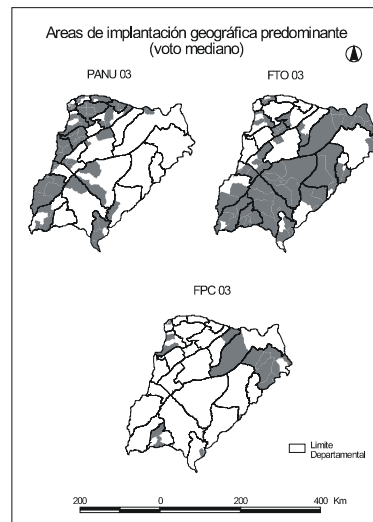 Areas de implantación geográfica predominante
(voto mediano)
PANU 03
FTO 03
FPC 03
Limite
Departamental
200 0 200 400 Km